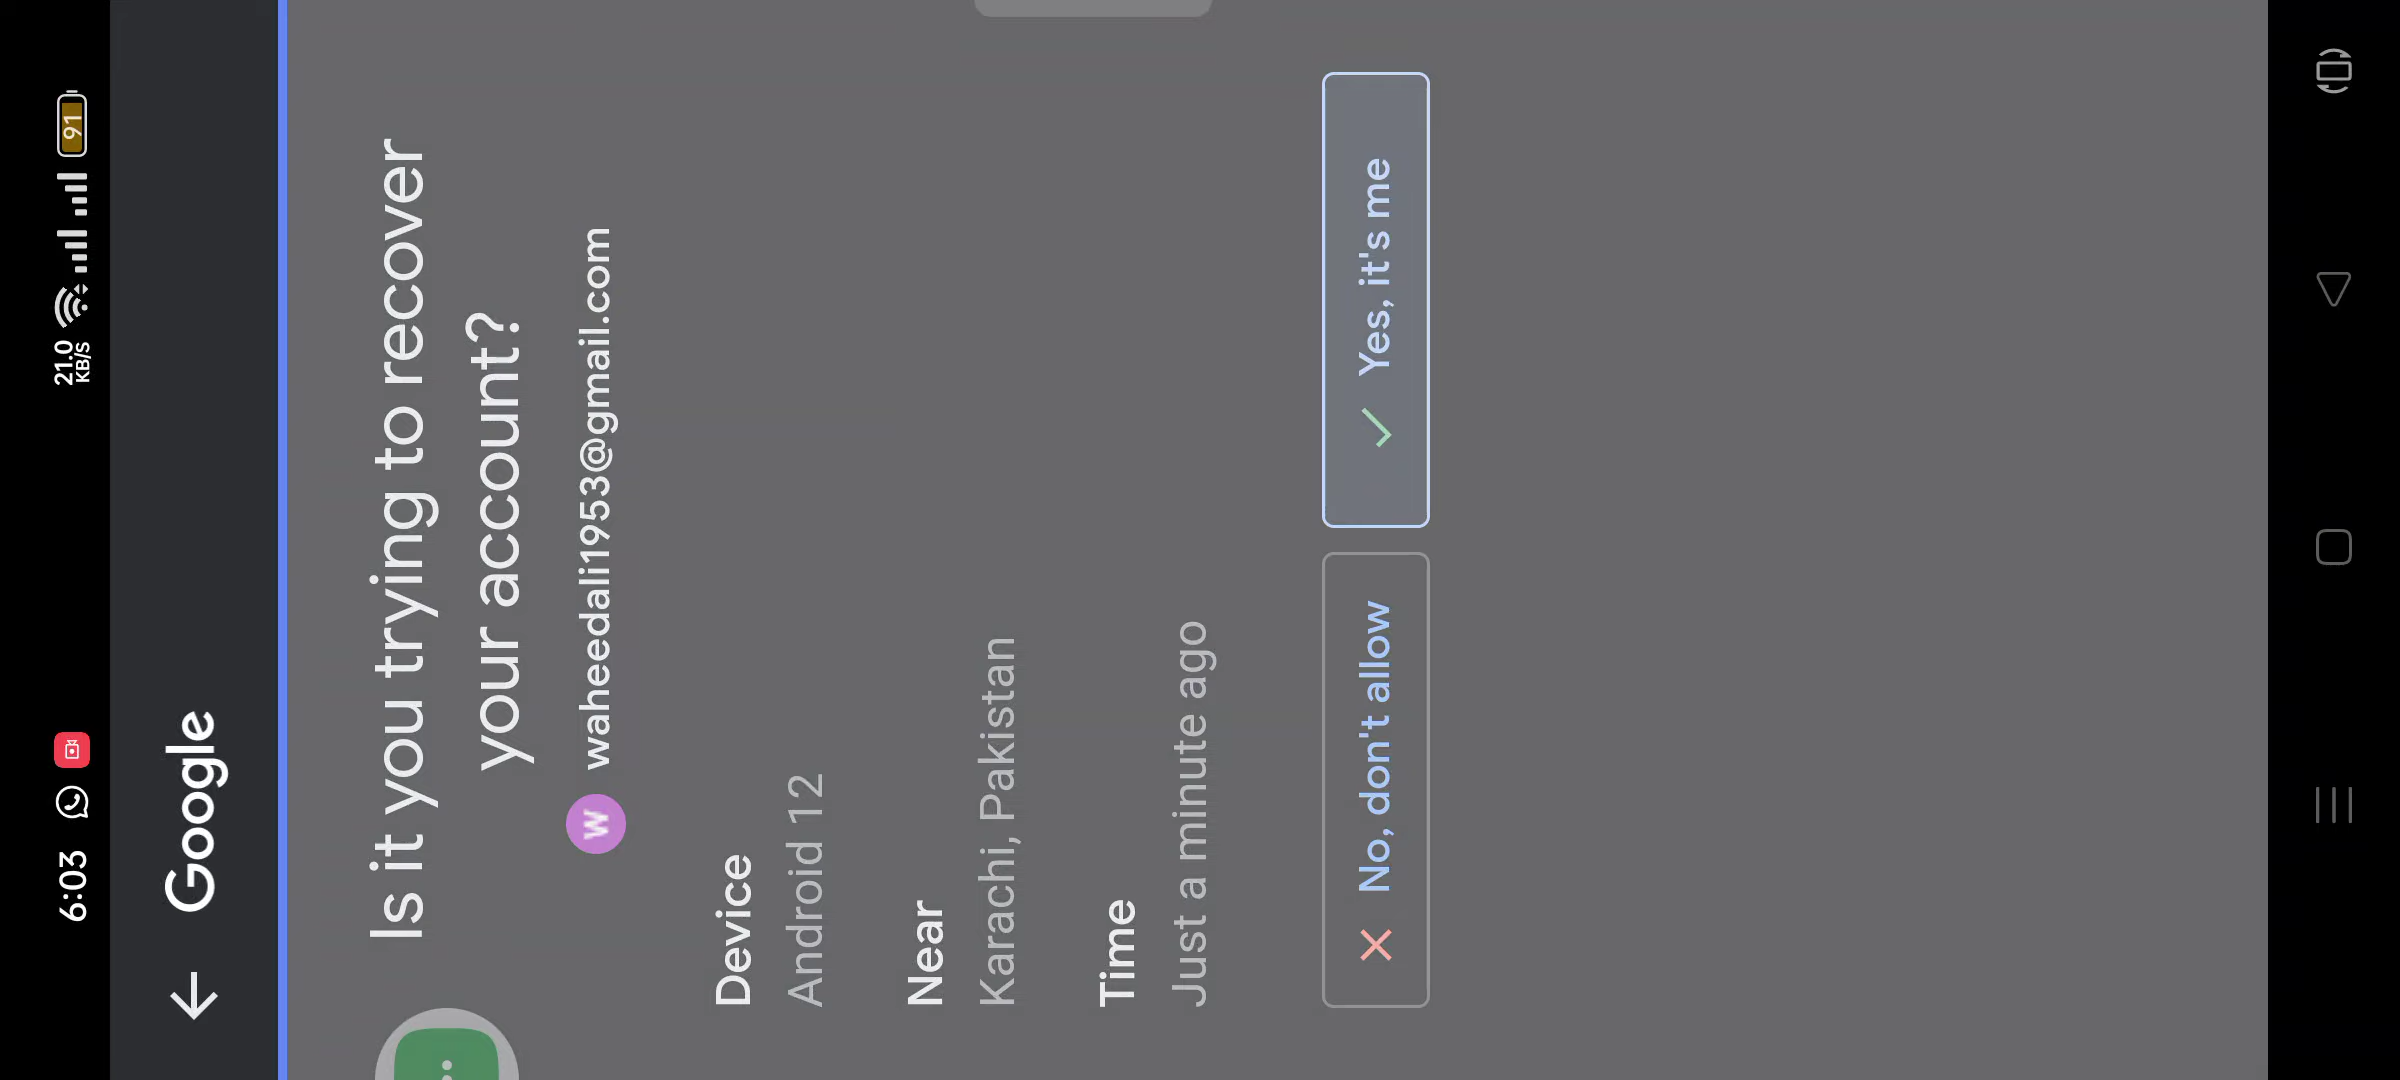 6:03
21.0
KB/S
91
Google
Is it you trying to recover
your account?
w
waheedali1953@gmail.com
Device
Android 12
Near
Karachi, Pakistan
Time
Just a minute ago
No, don't allow
Yes, it's me